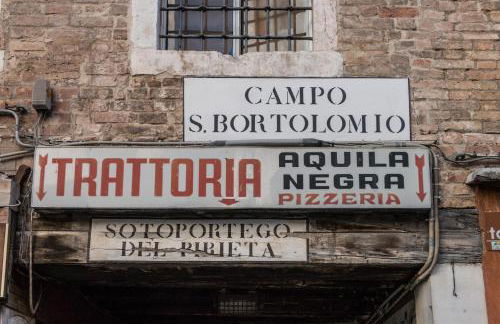 CAMPO
S. BORTOLOMIO
TRATTORIA
AQUILA
NEGRA
PIZZERIA
SOTOPORTEGO
DEL PIRIETA